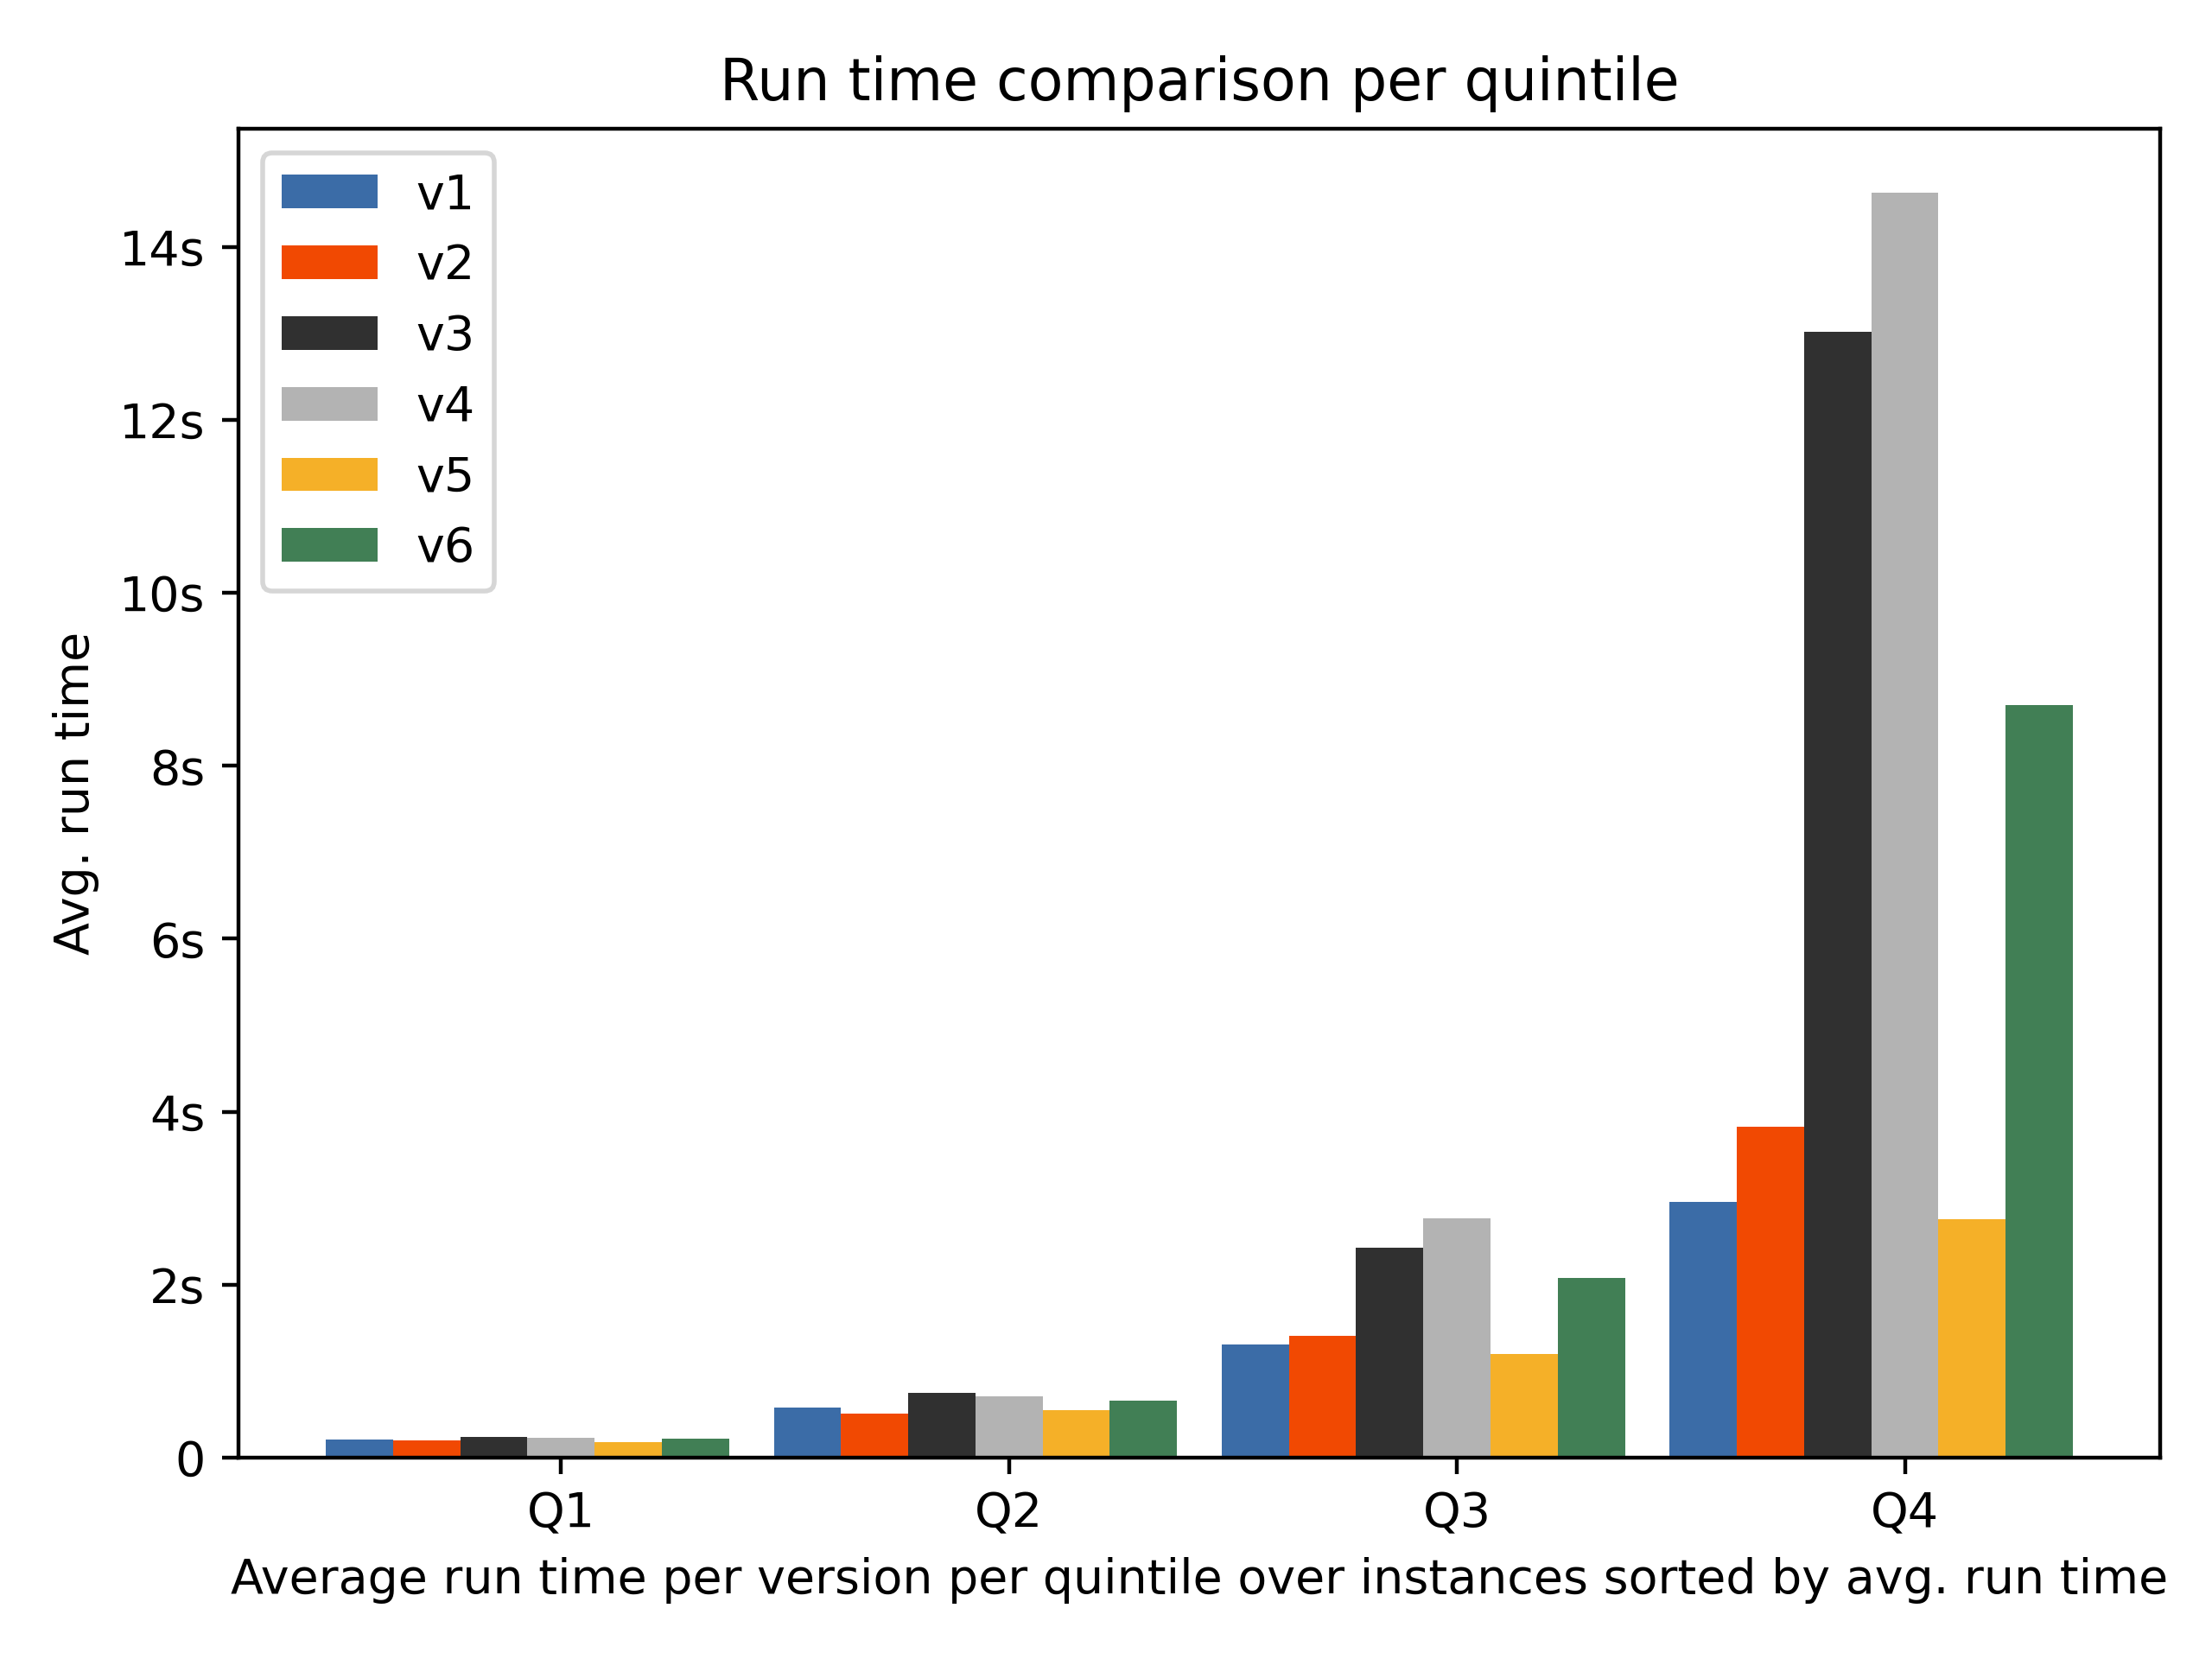 Run time comparison per quintile
v1
v2
v3
v4
v5
v6
Avg. run time
14s
12s
10s
8s
6s
4s
2s
0
Q1 Q2 Q3 Q4
Average run time per version per quintile over instances sorted by avg. run time